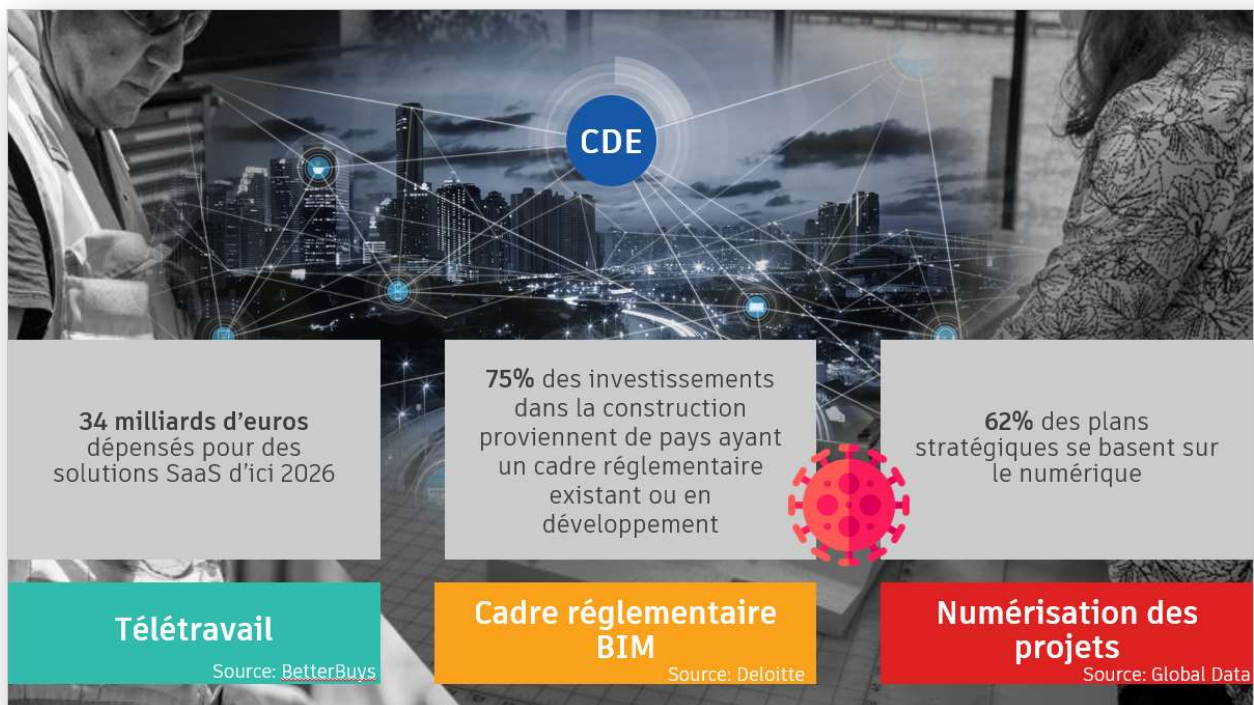 CDE
34 milliards d’euros
dépensés pour des
solutions SaaS d'ici 2026
Télétravail
Source: BetterBuys
75% des investissements
dans la construction
proviennent de pays ayant
un cadre réglementaire
existant ou en
développement
Cadre réglementaire
BIM
Source: Deloitte
62% des plans
stratégiques se basent sur
le numérique
Numérisation des
projets
Source: Global Data